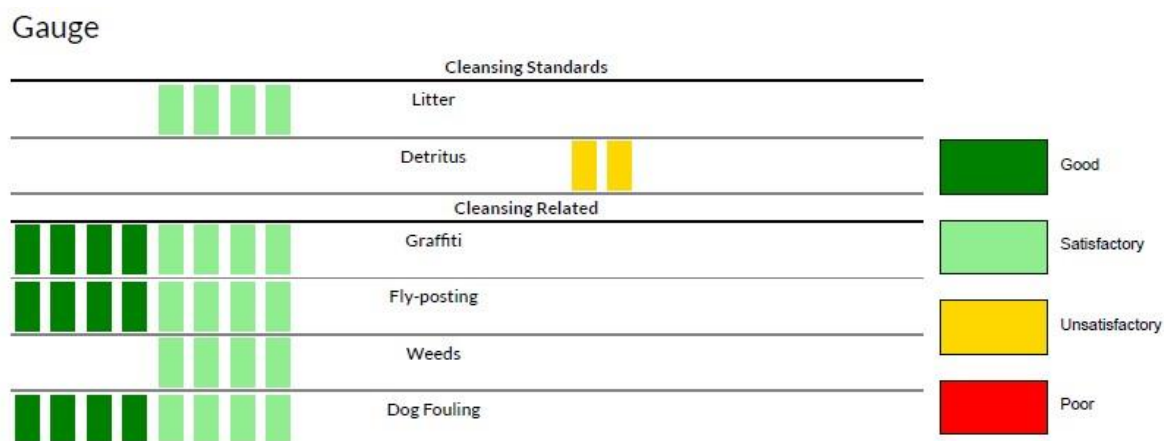 Gauge
Cleansing Standards
Litter
Detritus
Cleansing Related
Graffiti
Fly-posting
Weeds
Dog Fouling
Good
Satisfactory
Unsatisfactory
Poor